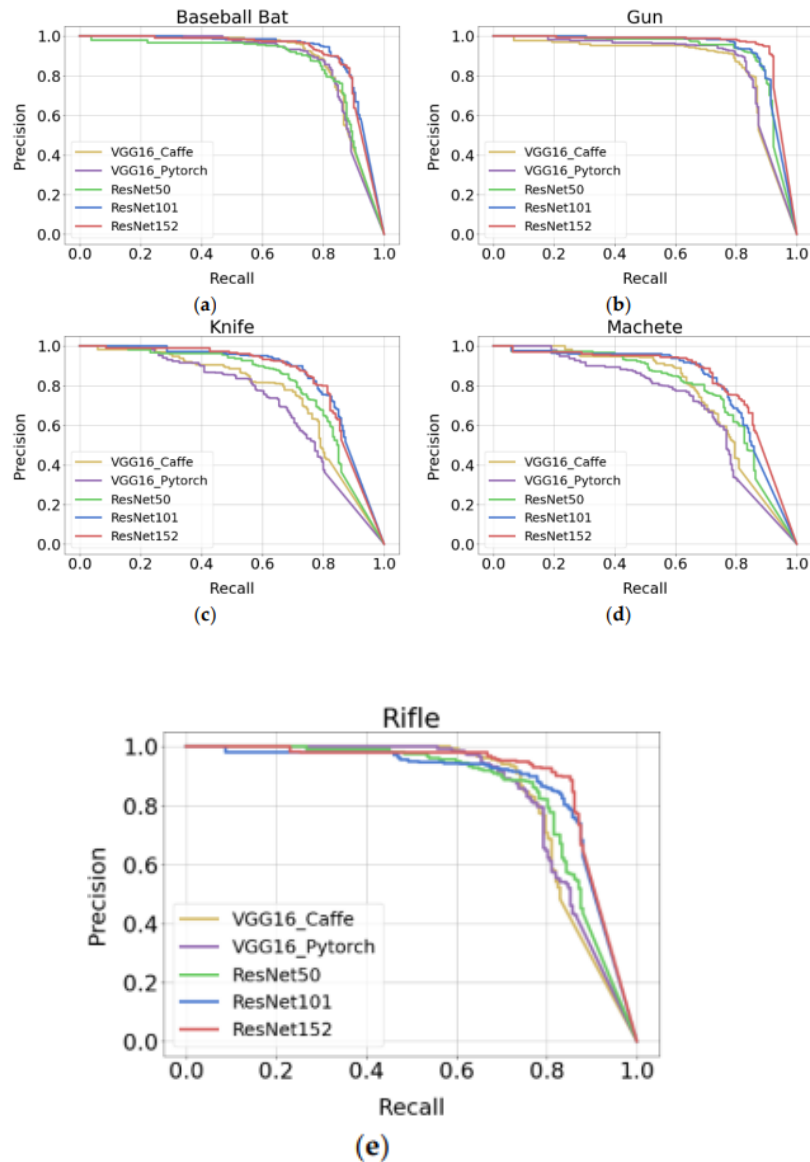 Baseball Bat
Precision
1.0
0.8
0.6
0.4
0.2
0.0
VGG16_Caffe
VGG16_Pytorch
ResNet50
ResNet101
ResNet152
0.0 0.2 0.4 0.6 0.8 1.0
Recall
(a)
Gun
Precision
1.0
0.8
0.6
0.4
0.2
0.0
VGG16_Caffe
VGG16_Pytorch
ResNet50
ResNet101
ResNet152
0.0 0.2 0.4 0.6 0.8 1.0
Recall
(b)
Knife
Precision
1.0
0.8
0.6
0.4
0.2
0.0
VGG16_Caffe
VGG16_Pytorch
ResNet50
ResNet101
ResNet152
0.0 0.2 0.4 0.6 0.8 1.0
Recall
(c)
Machete
Precision
1.0
0.8
0.6
0.4
0.2
0.0
VGG16_Caffe
VGG16_Pytorch
ResNet50
ResNet101
ResNet152
0.0 0.2 0.4 0.6 0.8 1.0
Recall
(d)
Rifle
Precision
1.0
0.8
0.6
0.4
0.2
0.0
VGG16_Caffe
VGG16_Pytorch
ResNet50
ResNet101
ResNet152
0.0 0.2 0.4 0.6 0.8 1.0
Recall
(e)